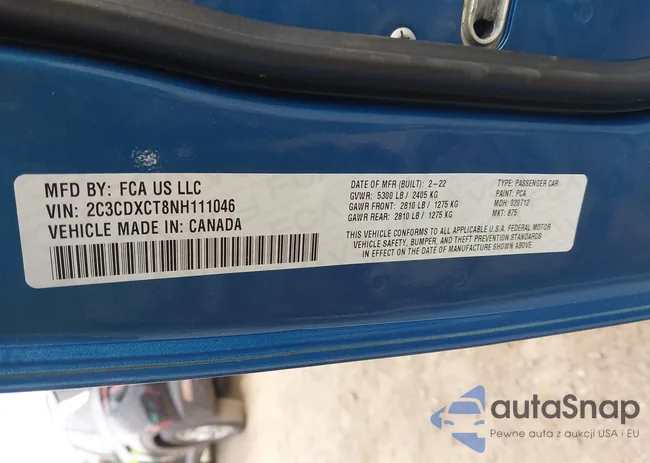 MFD BY: FCA US LLC
VIN: 2C3CDXCT8NH111046
VEHICLE MADE IN: CANADA
DATE OF MFR (BUILT): 2-22
GVWR: 5300 LB / 2405 KG
GAWR FRONT: 2810 LB / 1275 KG
GAWR REAR: 2810 LB / 1275 KG
TYPE: PASSENGER CAR
PAINT: PCA
MDH: 020712
MKT: 875
THIS VEHICLE CONFORMS TO ALL APPLICABLE U.S.A. FEDERAL MOTOR
VEHICLE SAFETY, BUMPER, AND THEFT PREVENTION STANDARDS
IN EFFECT ON THE DATE OF MANUFACTURE SHOWN ABOVE.
autaSnap
Pewne auta z aukcji USA i EU